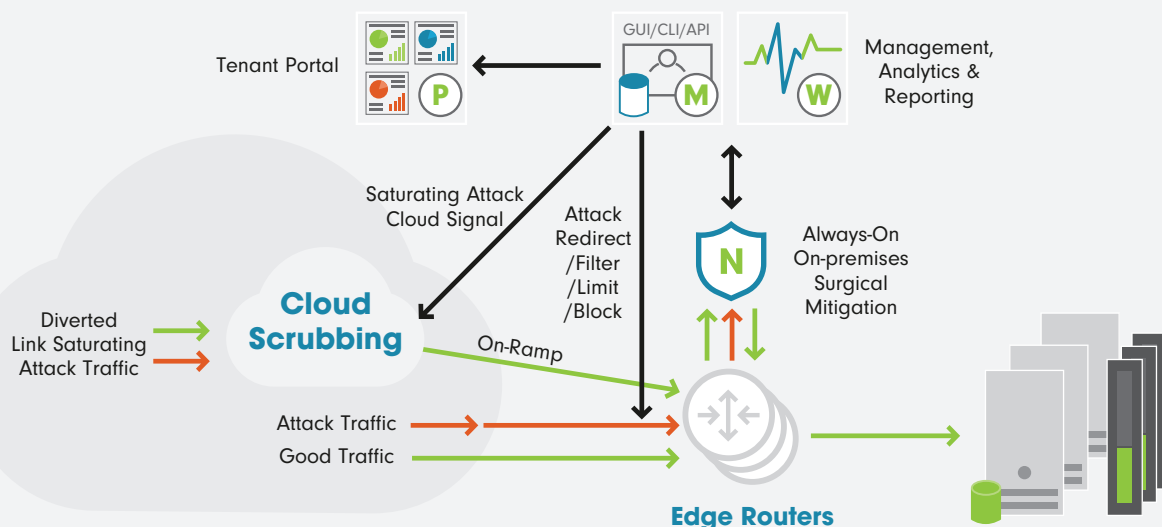 GUI/CLI/API
Tenant Portal
P
M
W
Management,
Analytics &
Reporting
Saturating Attack
Cloud Signal
Attack
Redirect
/Filter
/Limit
/Block
N
Always-On
On-premises
Surgical
Mitigation
Cloud
Scrubbing
Diverted
Link Saturating
Attack Traffic
On-Ramp
Attack Traffic
Good Traffic
Edge Routers